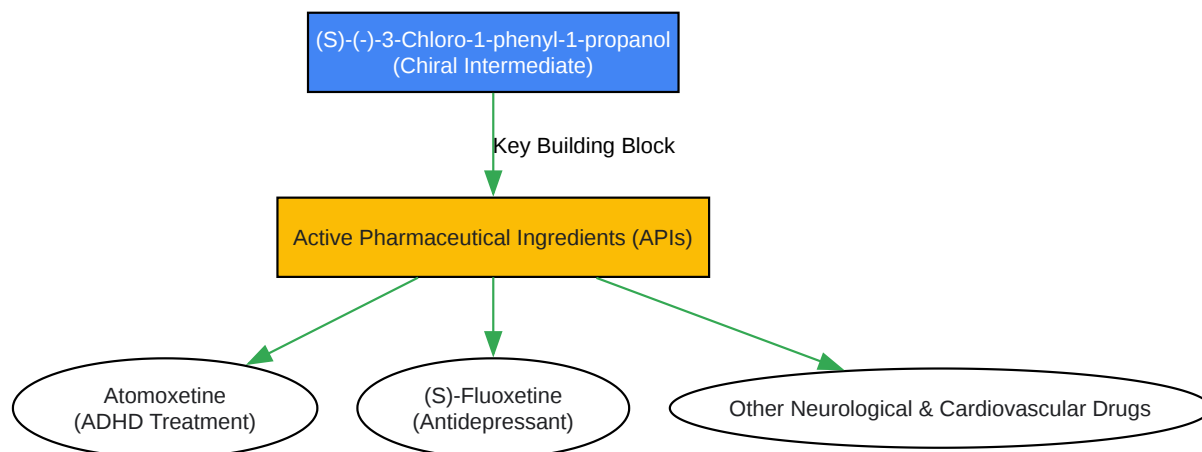 (S)-(-)-3-Chloro-1-phenyl-1-propanol
(Chiral Intermediate)
Key Building Block
Active Pharmaceutical Ingredients (APIs)
Atomoxetine
(ADHD Treatment)
(S)-Fluoxetine
(Antidepressant)
Other Neurological & Cardiovascular Drugs